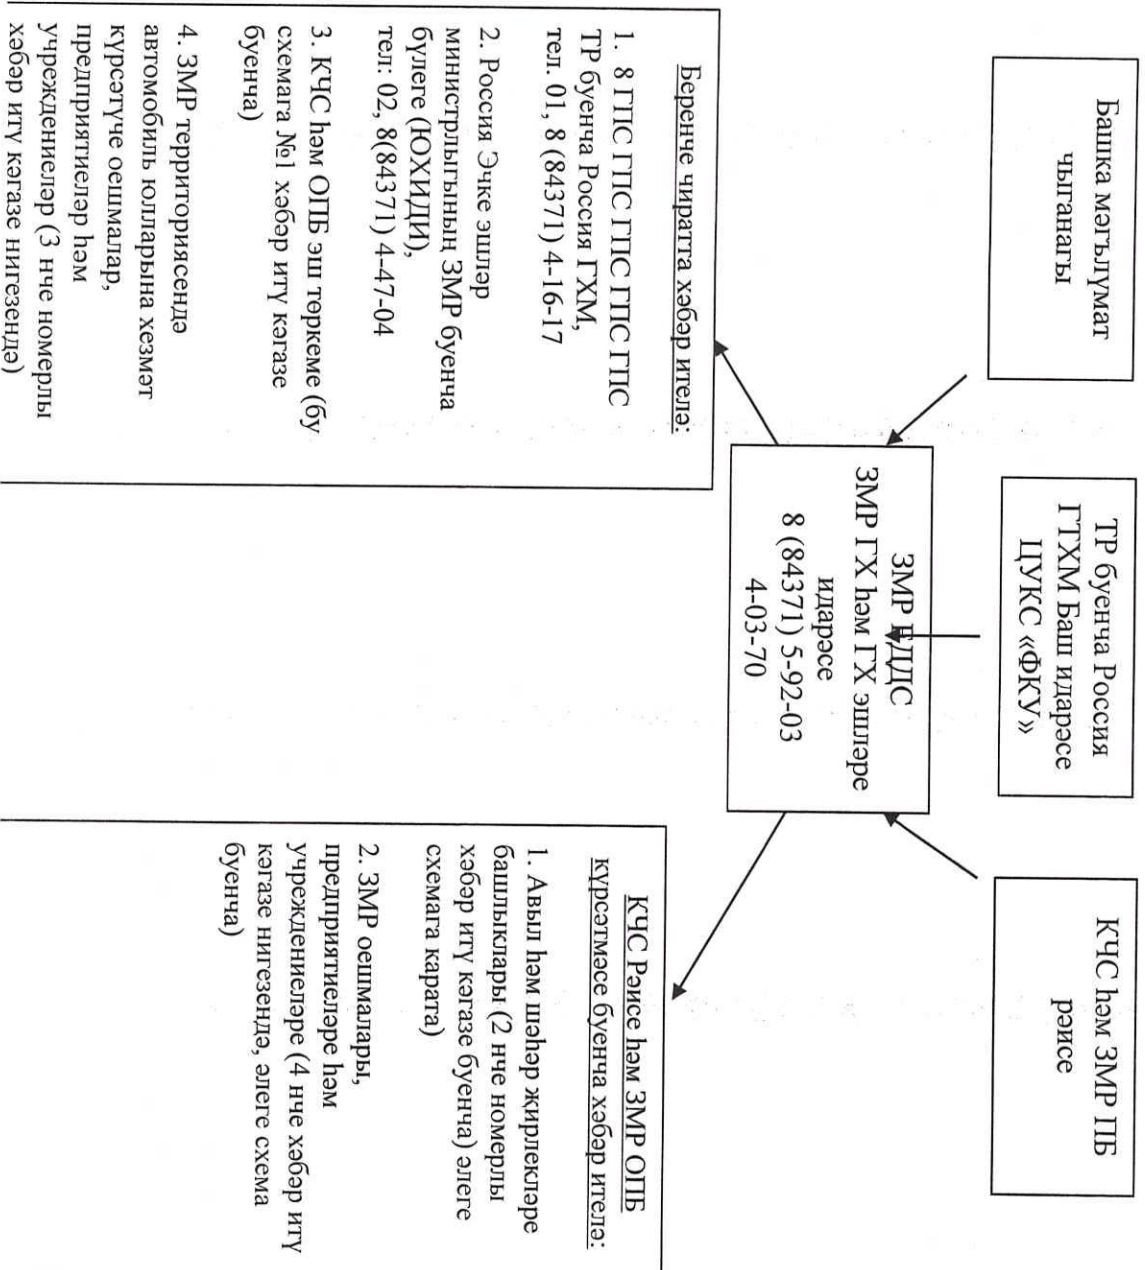 Башка мәгълүмат
чыганагы
ТР буенча Россия
ГТХМ Баш идарәсе
ЦУКС «ФКУ»
КЧС һәм ЗМР ПБ
рәисе
ЗМР ЕДДС
ЗМР ГХ һәм ГХ эшләре
идарәсе
8 (84371) 5-92-03
4-03-70
Беренче чиратта хәбәр ителә:
1. 8 ГПС ГПС ГПС ГПС ГПС ГПС
ТР буенча Россия ГХМ,
тел. 01, 8 (84371) 4-16-17
2. Россия Эчке эшләр
министрлыгының ЗМР буенча
бүлеге (ЮХИДИ),
тел: 02, 8(84371) 4-47-04
3. КЧС һәм ОПБ эш төркеме (бу
схемага №1 хәбәр итү кәгазе
буенча)
4. ЗМР территориясендә
автомобиль юлларына хезмәт
күрсәтүче оешмалар,
предприятиеләр һәм
учреждениеләр (3 нче номерлы
хәбәр итү кәгазе нигезендә)
КЧС Рәисе һәм ЗМР ОПБ
күрсәтмәсе буенча хәбәр ителә:
1. Авыл һәм шәһәр җирлекләре
башлыклары (2 нче номерлы
хәбәр итү кәгазе буенча) әлеге
схемага карата)
2. ЗМР оешмалары,
предприятиеләре һәм
учреждениеләре (4 нче хәбәр итү
кәгазе нигезендә, әлеге схема
буенча)